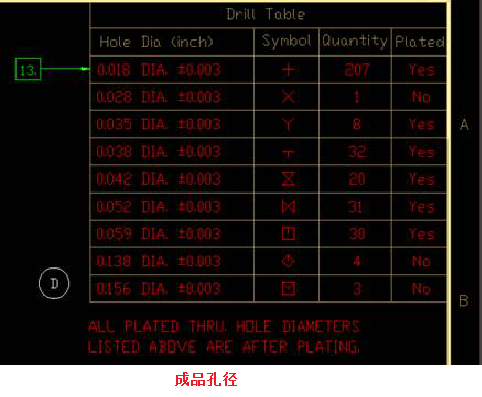 Drill Table
Hole Dia (inch) Symbol Quantity Plated
13. 0.018 DIA. ±0.003 207 Yes
0.028 DIA. ±0.003 1 No
0.035 DIA. ±0.003 8 Yes
A
0.038 DIA. ±0.003 32 Yes
0.042 DIA. ±0.003 20 Yes
0.052 DIA. ±0.003 31 Yes
0.059 DIA. ±0.003 30 Yes
0.138 DIA. ±0.003 4 No
D
0.156 DIA. ±0.003 3 No
B
ALL PLATED THRU. HOLE DIAMETERS
LISTED ABOVE ARE AFTER PLATING.
成品孔径